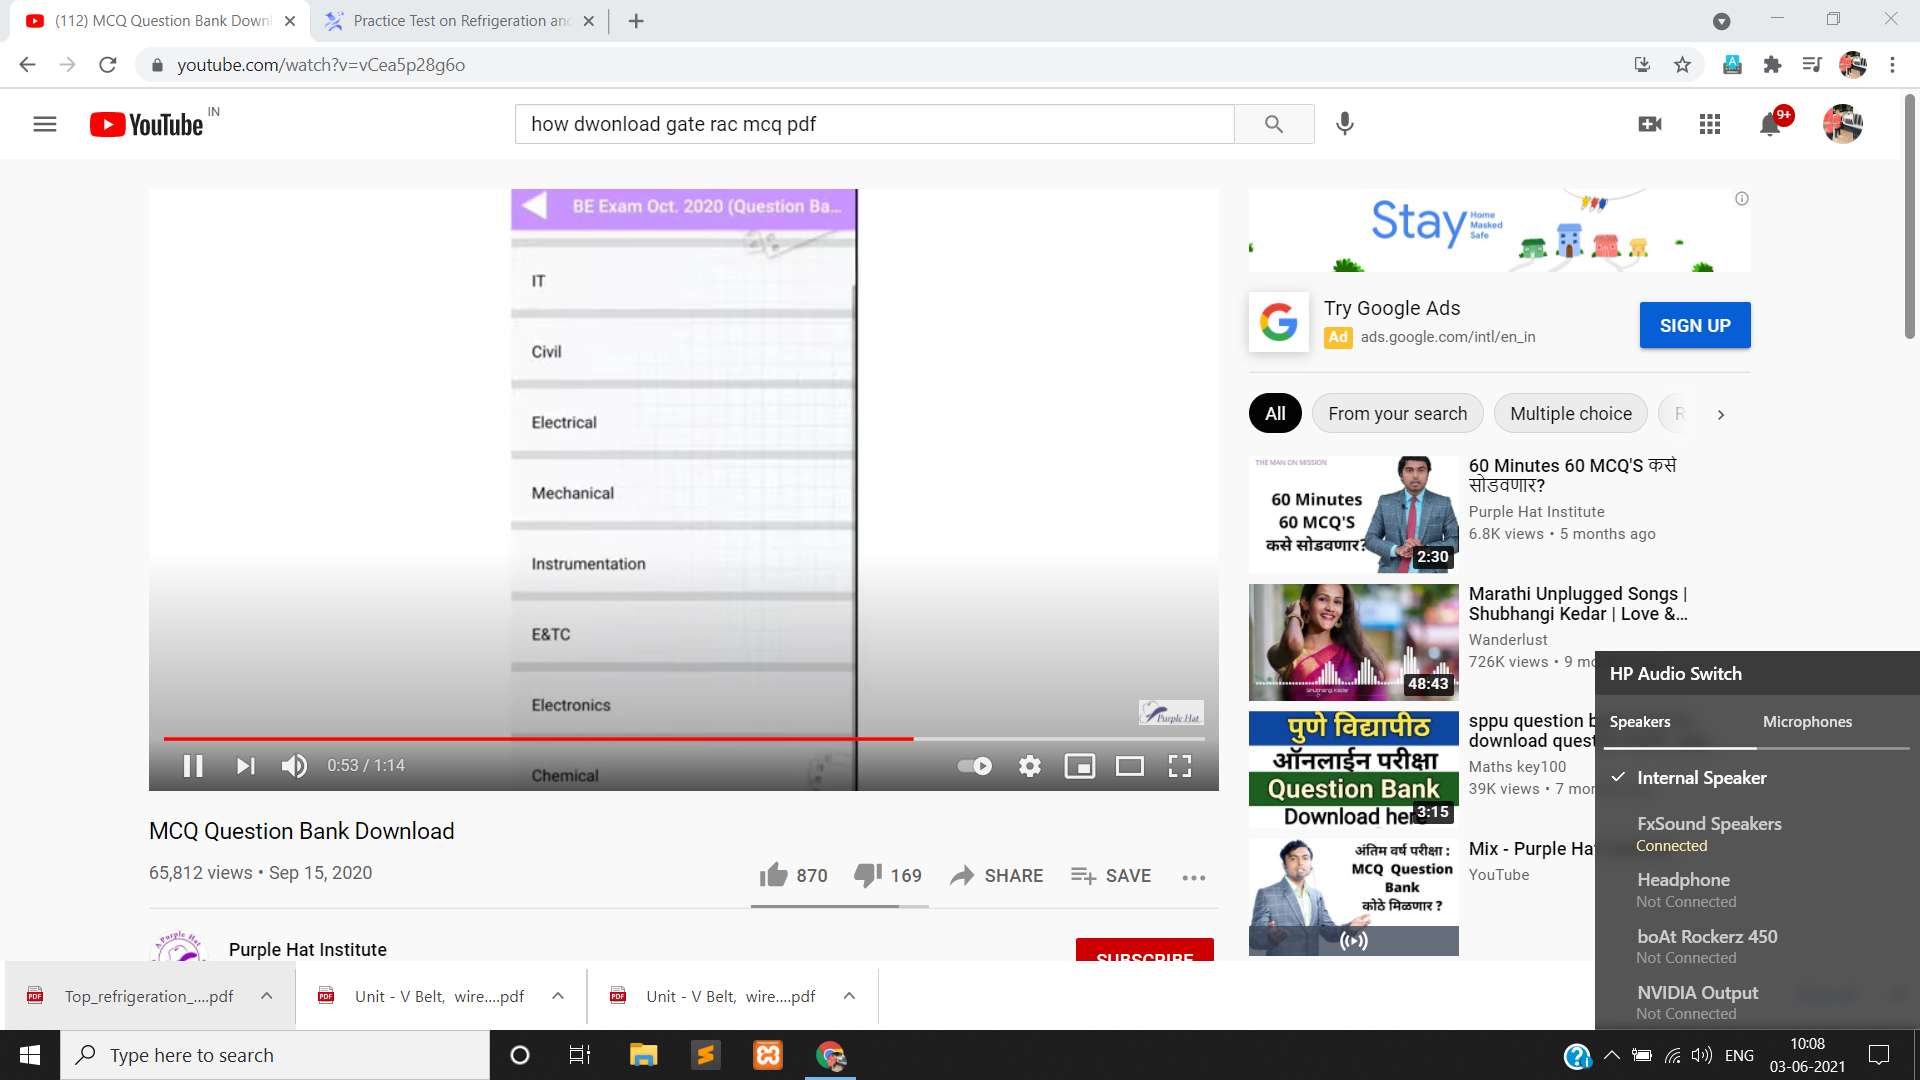 (112) MCQ Question Bank Downl
Practice Test on Refrigeration and
youtube.com/watch?v=vCea5p28g6o
YouTube IN
how dwonload gate rac mcq pdf
9+
BE Exam Oct. 2020 (Question Ba...
IT
Civil
Electrical
Mechanical
Instrumentation
E&TC
Electronics
Chemical
Purple Hat
0:53 / 1:14
MCQ Question Bank Download
65,812 views • Sep 15, 2020
870
169
SHARE
SAVE
Purple Hat Institute
SUBSCRIBE
Stay Home Masked Safe
Try Google Ads
Ad ads.google.com/intl/en_in
SIGN UP
All
From your search
Multiple choice
THE MAN ON MISSION
60 Minutes
60 MCQ'S
कसे सोडवणार?
2:30
60 Minutes 60 MCQ'S कसे
सोडवणार?
Purple Hat Institute
6.8K views • 5 months ago
48:43
Marathi Unplugged Songs |
Shubhangi Kedar | Love &...
Wanderlust
726K views • 9 mo
पुणे विद्यापीठ
ऑनलाईन परीक्षा
Question Bank
Download here
3:15
sppu question b
download quest
Maths key100
39K views • 7 mon
अंतिम वर्ष परीक्षा :
MCQ Question
Bank
कोठे मिळणार ?
Mix - Purple Ha
YouTube
HP Audio Switch
Speakers
Microphones
Internal Speaker
FxSound Speakers
Connected
Headphone
Not Connected
boAt Rockerz 450
Not Connected
NVIDIA Output
Not Connected
Top_refrigeration_....pdf
Unit - V Belt, wire....pdf
Unit - V Belt, wire....pdf
Type here to search
ENG
10:08
03-06-2021